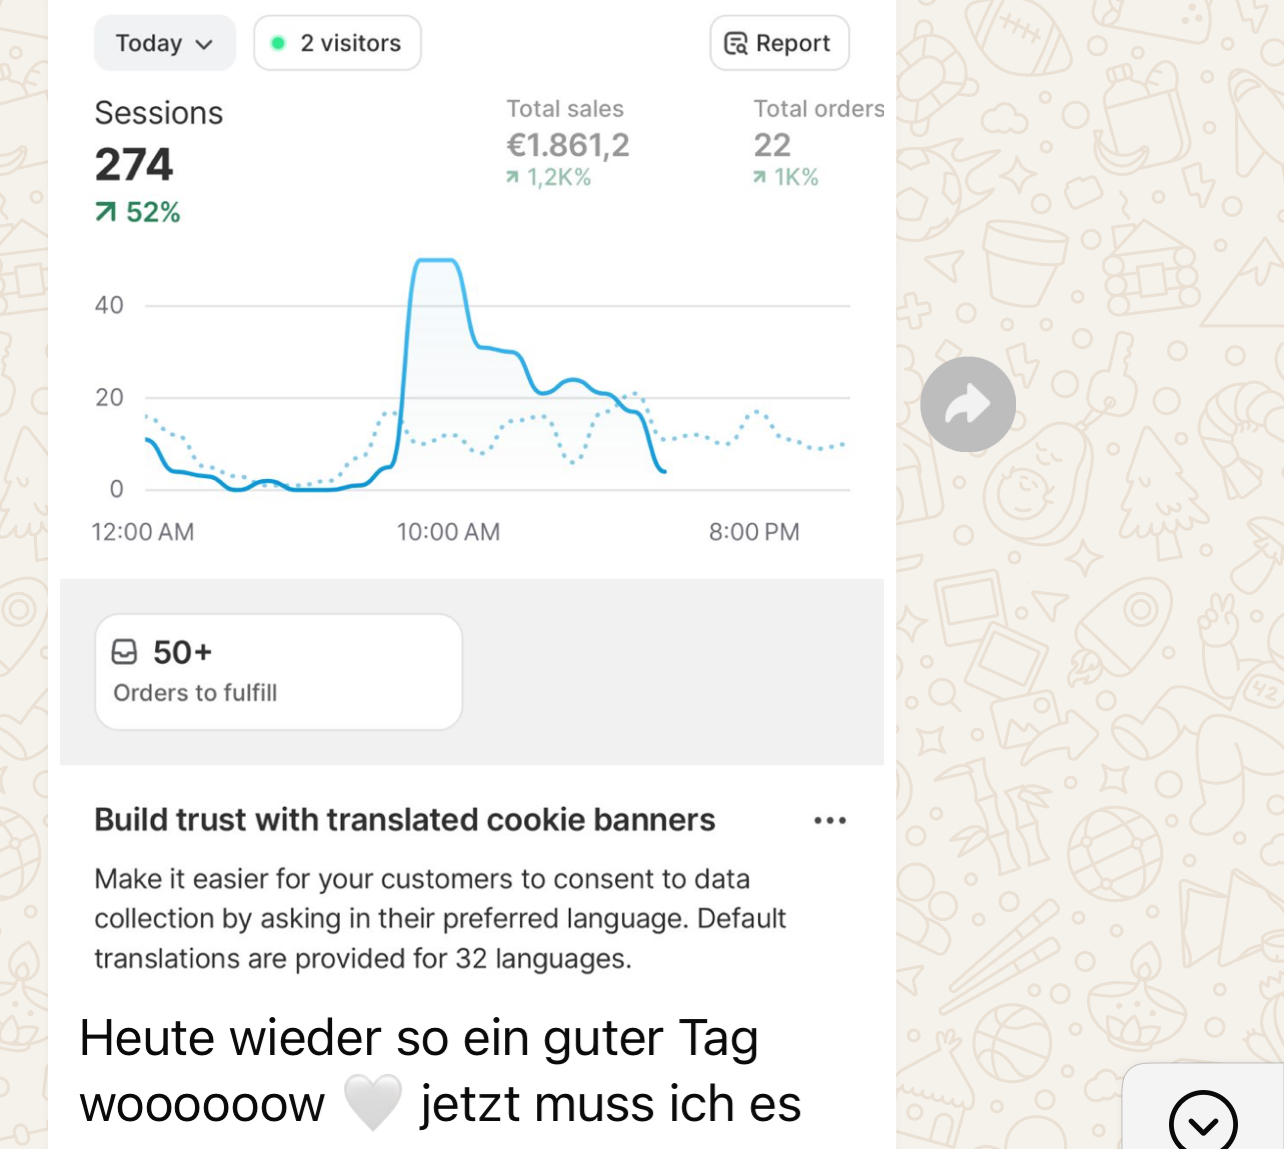 Today
2 visitors
Report
Sessions
274
52%
Total sales
€1.861,2
1,2K%
Total orders
22
1K%
40
20
0
12:00 AM
10:00 AM
8:00 PM
50+
Orders to fulfill
Build trust with translated cookie banners
Make it easier for your customers to consent to data
collection by asking in their preferred language. Default
translations are provided for 32 languages.
Heute wieder so ein guter Tag
wooooooow 🤍 jetzt muss ich es
42